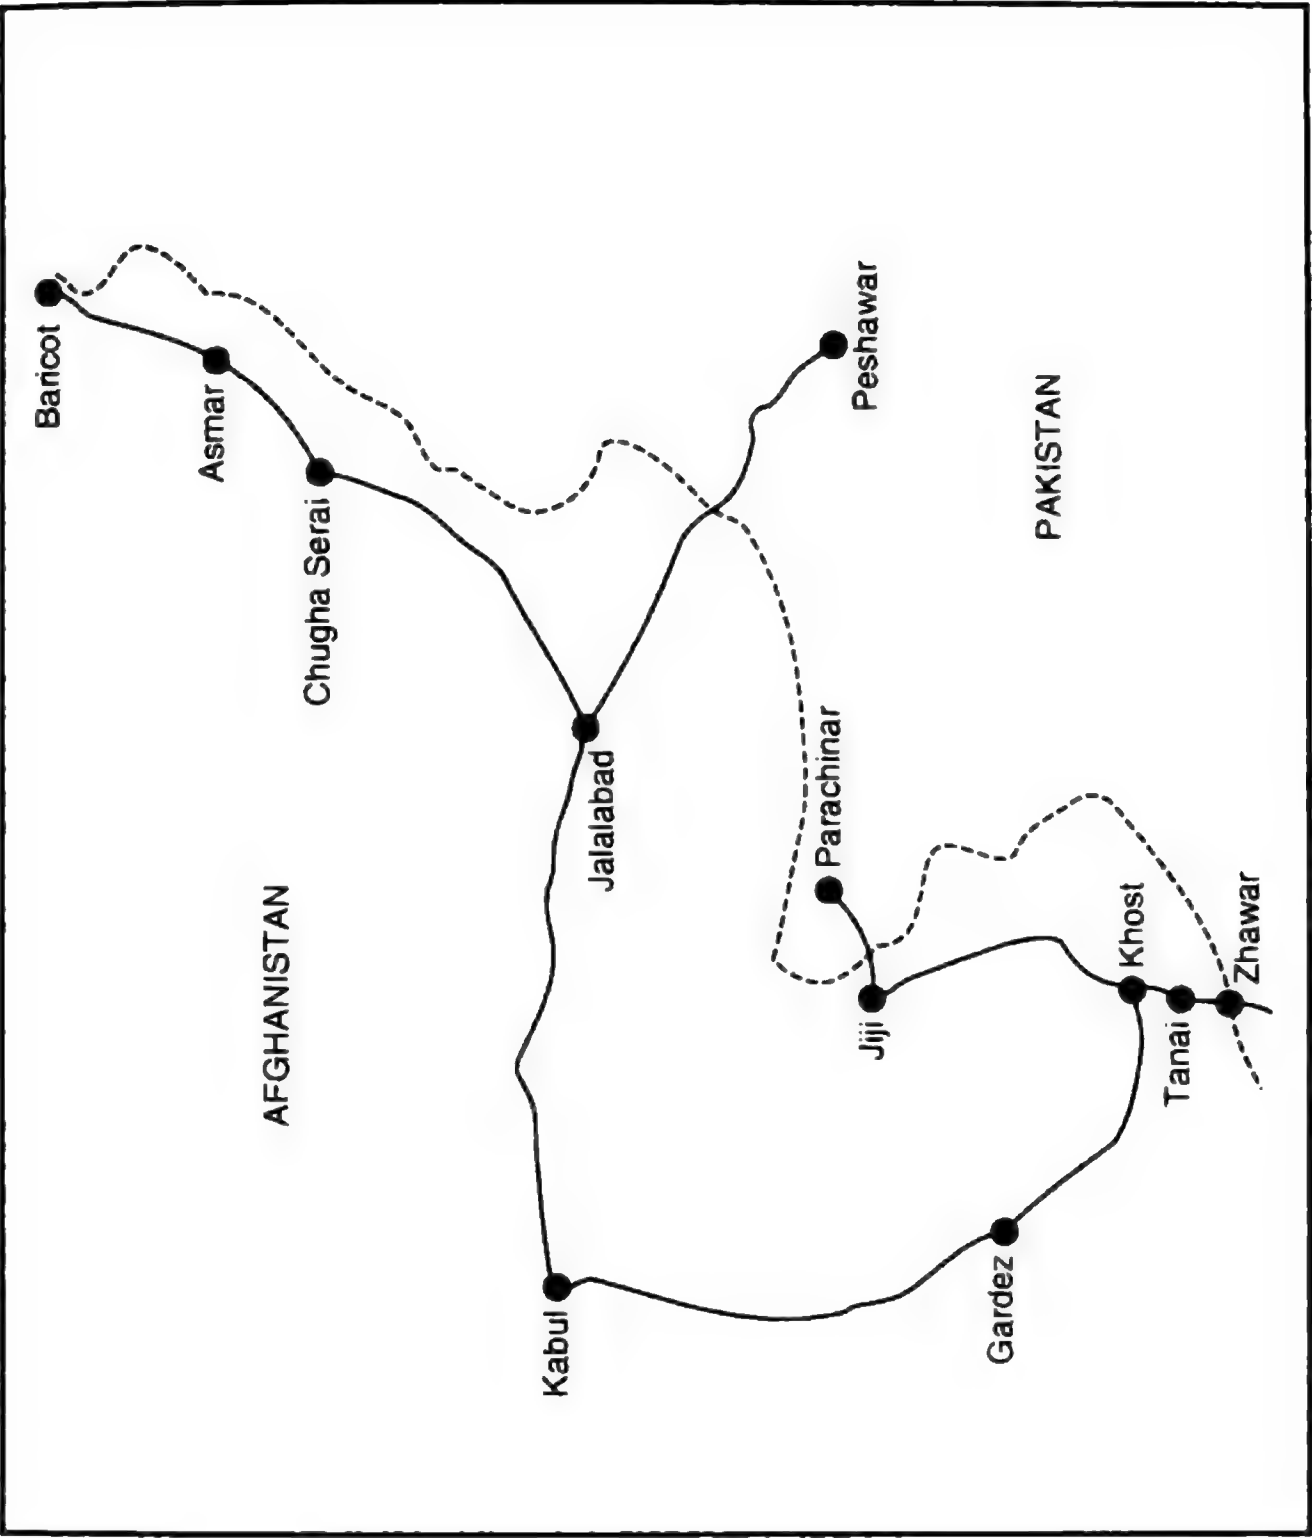 Baricot
Asmar
Chugha Serai
AFGHANISTAN
Jalalabad
Peshawar
PAKISTAN
Parachinar
Kabul
Jiji
Gardez
Khost
Tanai
Zhawar